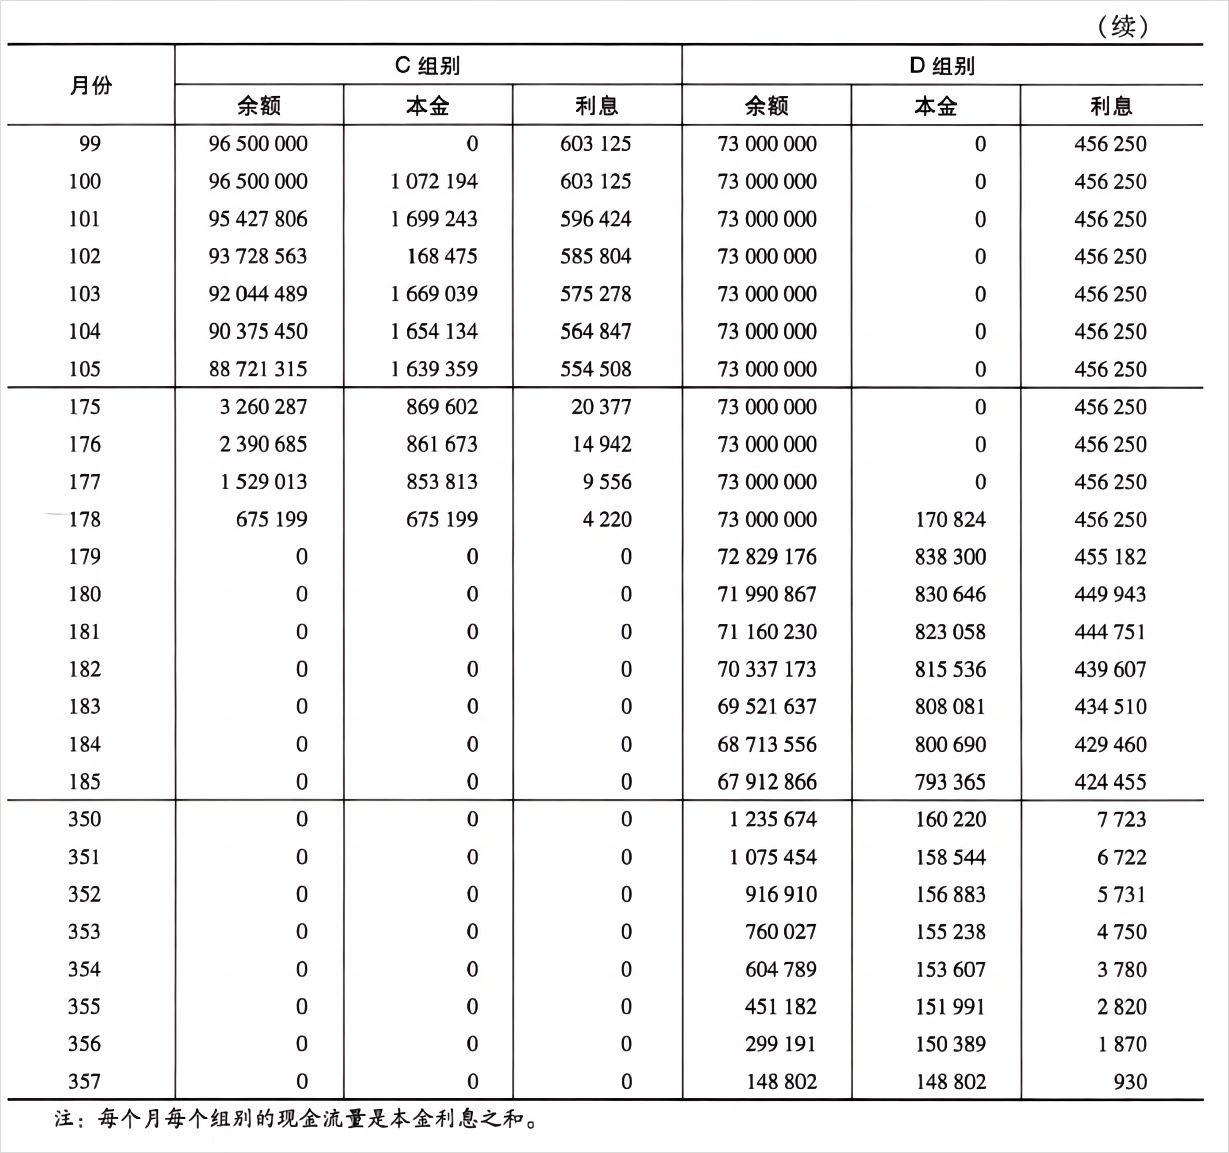 （续）
月份 C 组别 D 组别
余额 本金 利息 余额 本金 利息
99 96 500 000 0 603 125 73 000 000 0 456 250
100 96 500 000 1 072 194 603 125 73 000 000 0 456 250
101 95 427 806 1 699 243 596 424 73 000 000 0 456 250
102 93 728 563 168 475 585 804 73 000 000 0 456 250
103 92 044 489 1 669 039 575 278 73 000 000 0 456 250
104 90 375 450 1 654 134 564 847 73 000 000 0 456 250
105 88 721 315 1 639 359 554 508 73 000 000 0 456 250
175 3 260 287 869 602 20 377 73 000 000 0 456 250
176 2 390 685 861 673 14 942 73 000 000 0 456 250
177 1 529 013 853 813 9 556 73 000 000 0 456 250
178 675 199 675 199 4 220 73 000 000 170 824 456 250
179 0 0 0 72 829 176 838 300 455 182
180 0 0 0 71 990 867 830 646 449 943
181 0 0 0 71 160 230 823 058 444 751
182 0 0 0 70 337 173 815 536 439 607
183 0 0 0 69 521 637 808 081 434 510
184 0 0 0 68 713 556 800 690 429 460
185 0 0 0 67 912 866 793 365 424 455
350 0 0 0 1 235 674 160 220 7 723
351 0 0 0 1 075 454 158 544 6 722
352 0 0 0 916 910 156 883 5 731
353 0 0 0 760 027 155 238 4 750
354 0 0 0 604 789 153 607 3 780
355 0 0 0 451 182 151 991 2 820
356 0 0 0 299 191 150 389 1 870
357 0 0 0 148 802 148 802 930
注：每个月每个组别的现金流量是本金利息之和。